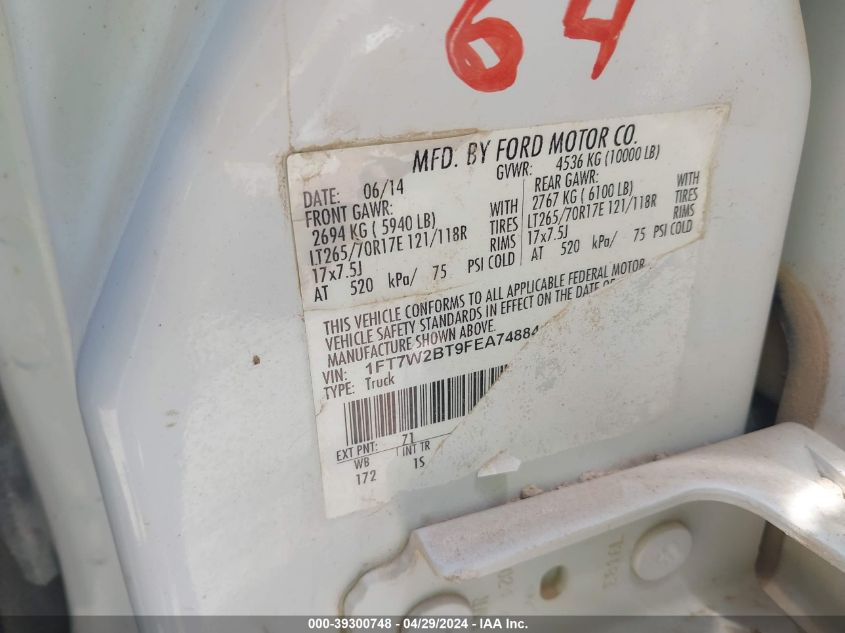 64
MFD. BY FORD MOTOR CO.
DATE: 06/14 GVWR: 4536 KG (10000 LB)
FRONT GAWR: REAR GAWR:
2694 KG ( 5940 LB) WITH 2767 KG ( 6100 LB) WITH
LT265/70R17E 121/118R TIRES LT265/70R17E 121/118R TIRES
17x7.5J RIMS 17x7.5J RIMS
AT 520 kPa/ 75 PSI COLD AT 520 kPa/ 75 PSI COLD
THIS VEHICLE CONFORMS TO ALL APPLICABLE FEDERAL MOTOR
VEHICLE SAFETY STANDARDS IN EFFECT ON THE DATE OF
MANUFACTURE SHOWN ABOVE.
VIN: 1FT7W2BT9FEA7488
TYPE: Truck
EXT PNT: 71
WB INT TR
172 1S
000-39300748 - 04/29/2024 - IAA Inc.